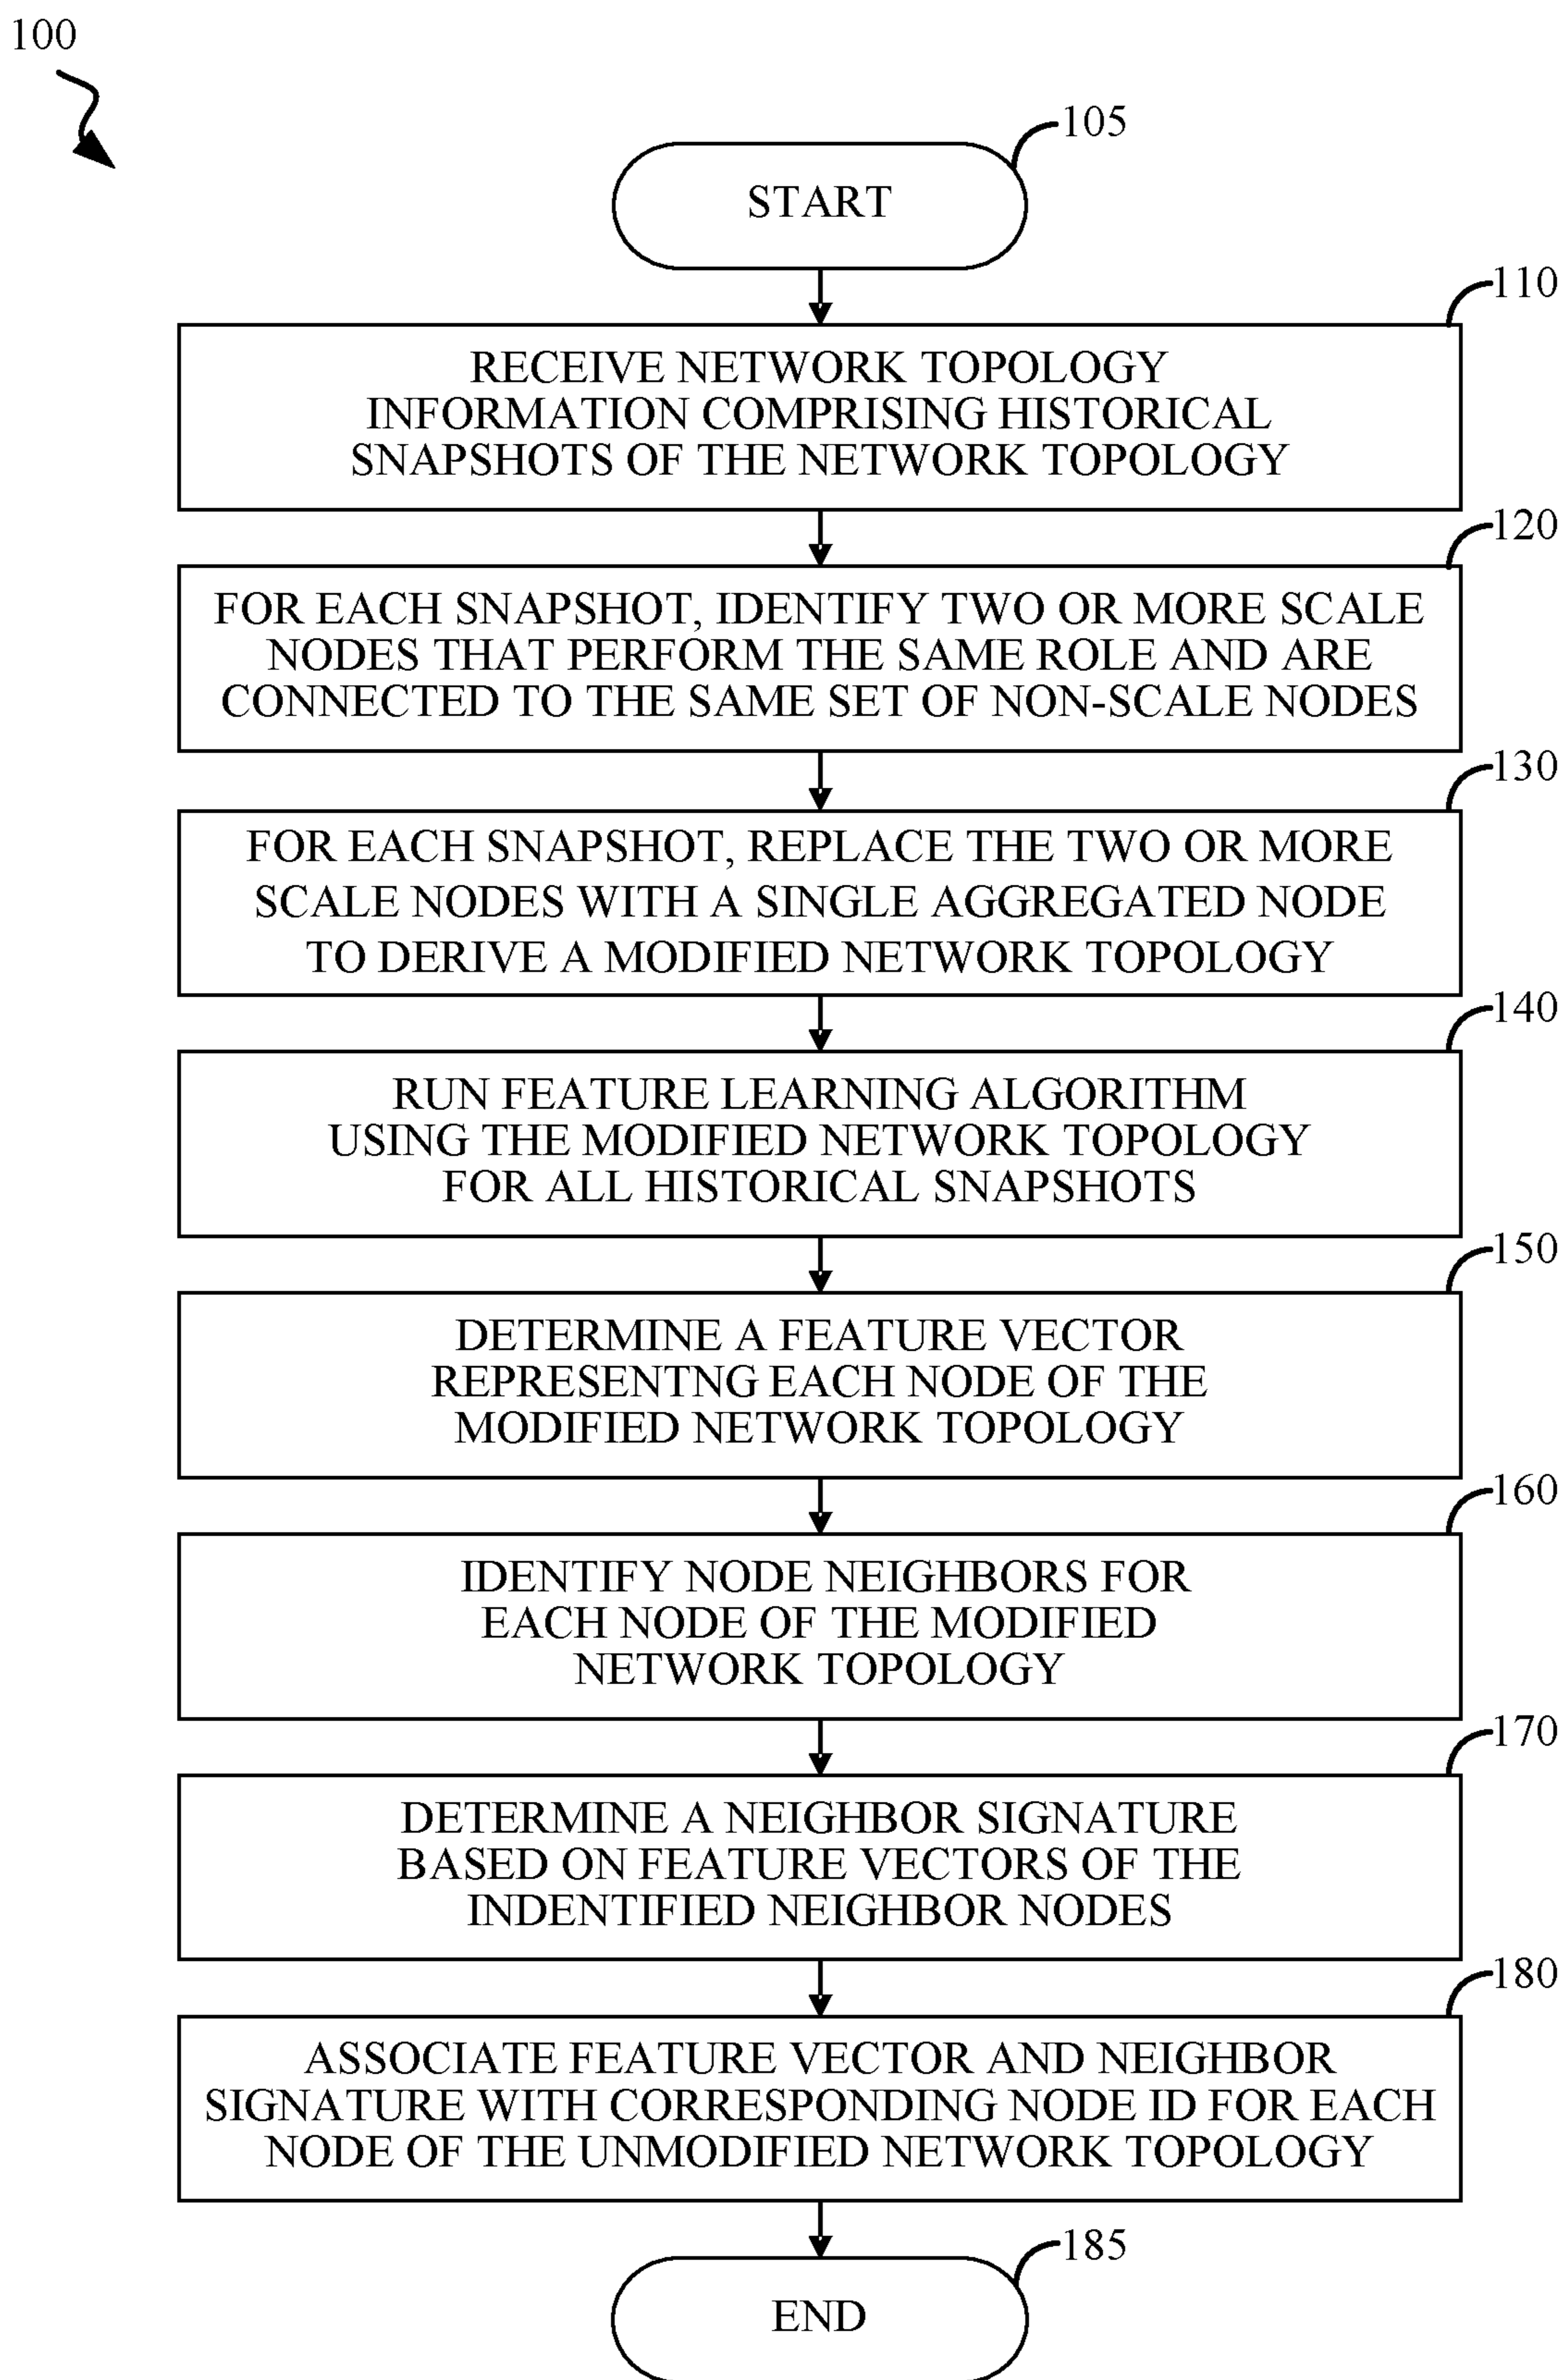 100
105
START
110
RECEIVE NETWORK TOPOLOGY
INFORMATION COMPRISING HISTORICAL
SNAPSHOTS OF THE NETWORK TOPOLOGY
120
FOR EACH SNAPSHOT, IDENTIFY TWO OR MORE SCALE
NODES THAT PERFORM THE SAME ROLE AND ARE
CONNECTED TO THE SAME SET OF NON-SCALE NODES
130
FOR EACH SNAPSHOT, REPLACE THE TWO OR MORE
SCALE NODES WITH A SINGLE AGGREGATED NODE
TO DERIVE A MODIFIED NETWORK TOPOLOGY
140
RUN FEATURE LEARNING ALGORITHM
USING THE MODIFIED NETWORK TOPOLOGY
FOR ALL HISTORICAL SNAPSHOTS
150
DETERMINE A FEATURE VECTOR
REPRESENTNG EACH NODE OF THE
MODIFIED NETWORK TOPOLOGY
160
IDENTIFY NODE NEIGHBORS FOR
EACH NODE OF THE MODIFIED
NETWORK TOPOLOGY
170
DETERMINE A NEIGHBOR SIGNATURE
BASED ON FEATURE VECTORS OF THE
INDENTIFIED NEIGHBOR NODES
180
ASSOCIATE FEATURE VECTOR AND NEIGHBOR
SIGNATURE WITH CORRESPONDING NODE ID FOR EACH
NODE OF THE UNMODIFIED NETWORK TOPOLOGY
185
END